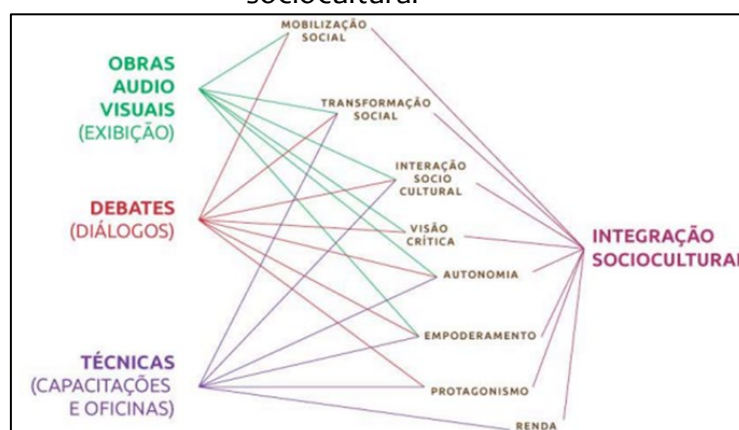 sociocultural
MOBILIZAÇÃO
SOCIAL
OBRAS
AUDIO
VISUAIS
(EXIBIÇÃO)
TRANSFORMAÇÃO
SOCIAL
INTERAÇÃO
SOCIO
CULTURAL
DEBATES
(DIÁLOGOS)
VISÃO
CRÍTICA
INTEGRAÇÃO
SOCIOCULTURAL
AUTONOMIA
EMPODERAMENTO
TÉCNICAS
(CAPACITAÇÕES
E OFICINAS)
PROTAGONISMO
RENDA